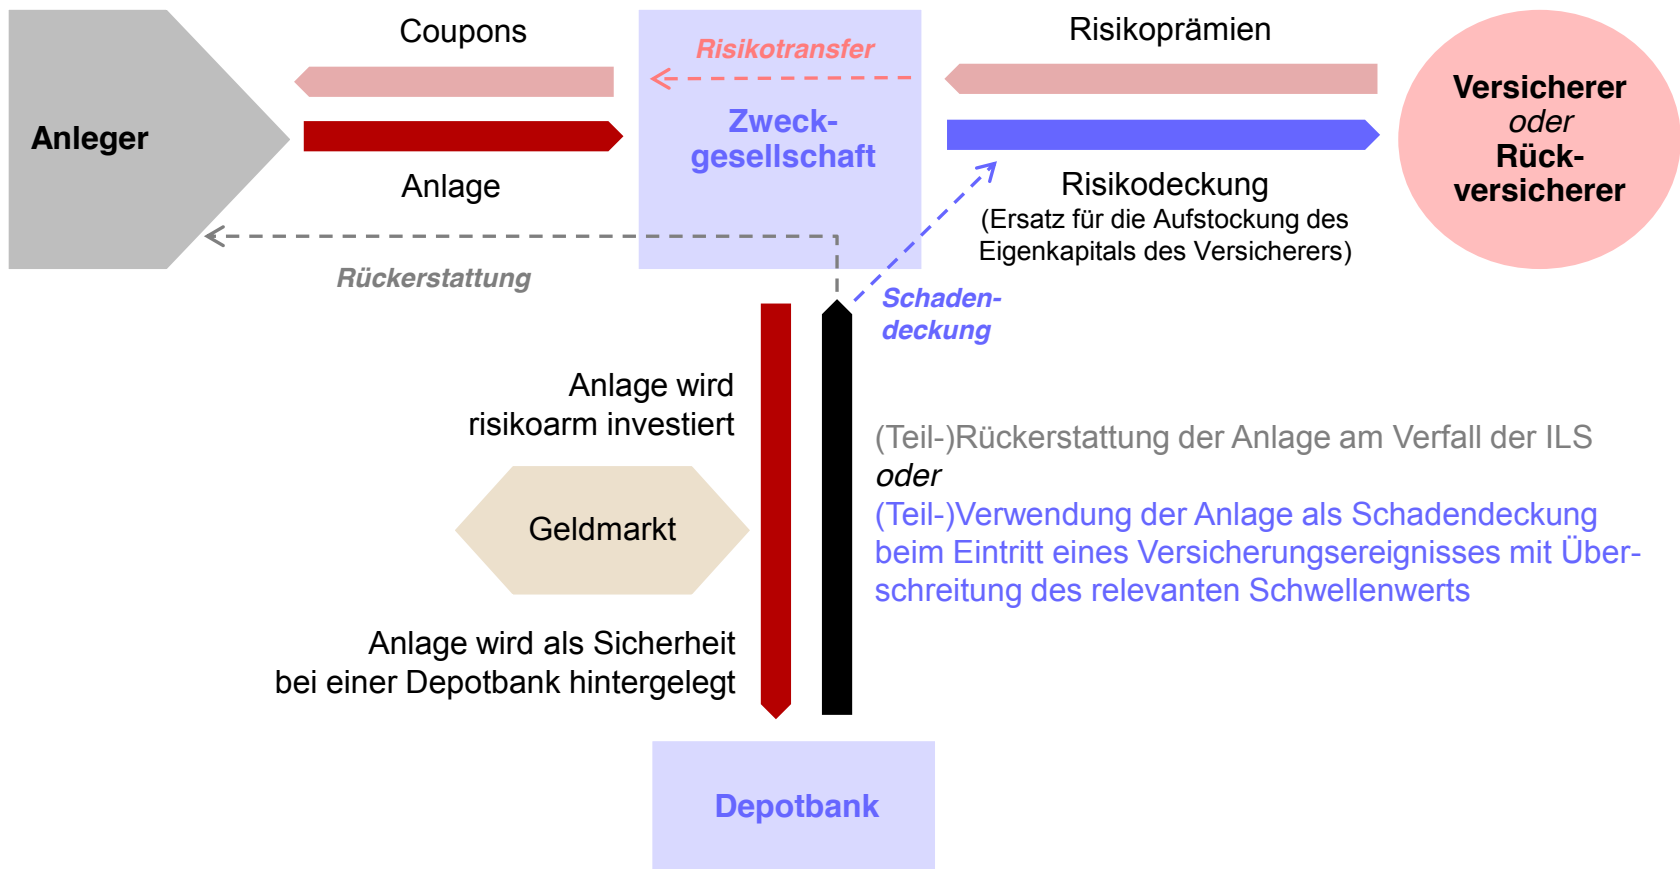 Coupons
Risikotransfer
Risikoprämien
Anleger
Zweck-
gesellschaft
Versicherer
oder
Rück-
versicherer
Anlage
Risikodeckung
(Ersatz für die Aufstockung des
Eigenkapitals des Versicherers)
Rückerstattung
Schaden-
deckung
Anlage wird
risikoarm investiert
Geldmarkt
(Teil-)Rückerstattung der Anlage am Verfall der ILS
oder
(Teil-)Verwendung der Anlage als Schadendeckung
beim Eintritt eines Versicherungsereignisses mit Über-
schreitung des relevanten Schwellenwerts
Anlage wird als Sicherheit
bei einer Depotbank hintergelegt
Depotbank